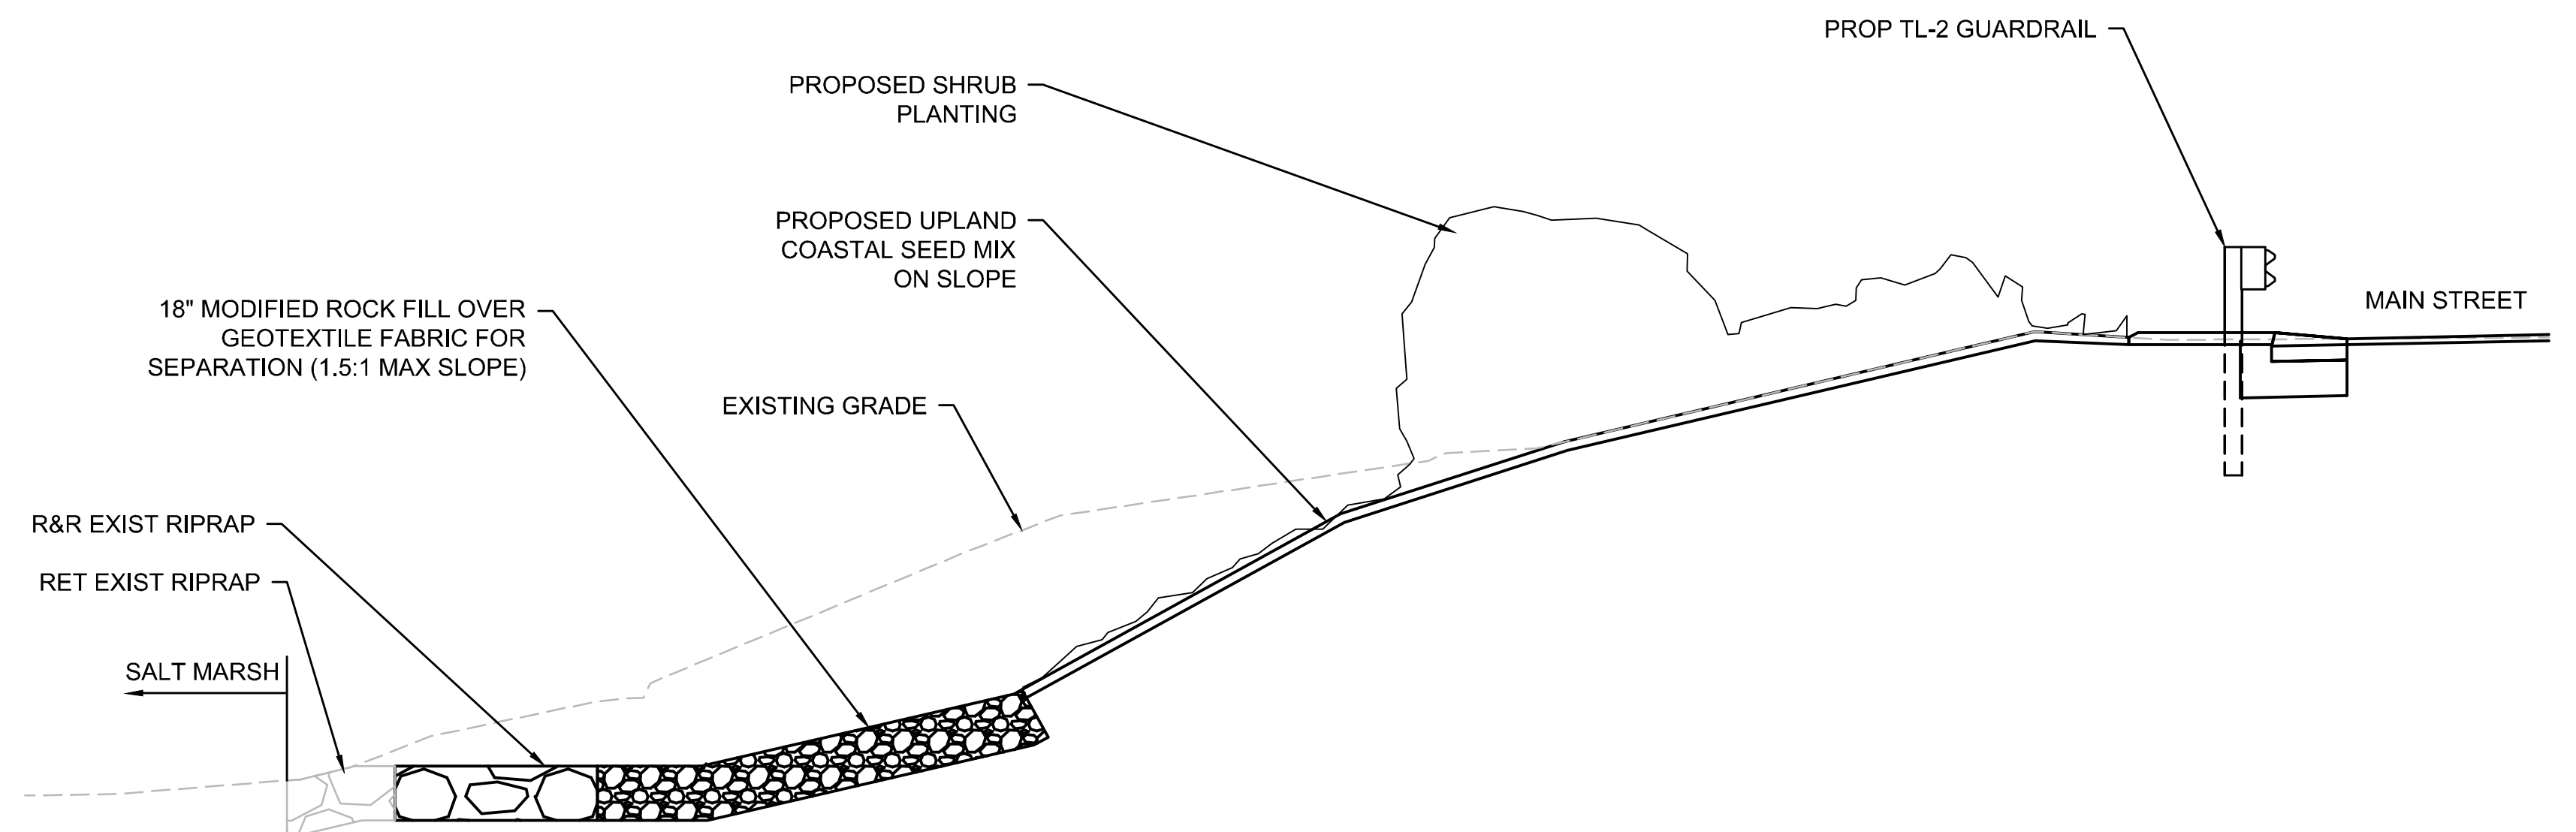 PROP TL-2 GUARDRAIL
PROPOSED SHRUB
PLANTING
PROPOSED UPLAND
COASTAL SEED MIX
ON SLOPE
MAIN STREET
18" MODIFIED ROCK FILL OVER
GEOTEXTILE FABRIC FOR
SEPARATION (1.5:1 MAX SLOPE)
EXISTING GRADE
R&R EXIST RIPRAP
RET EXIST RIPRAP
SALT MARSH